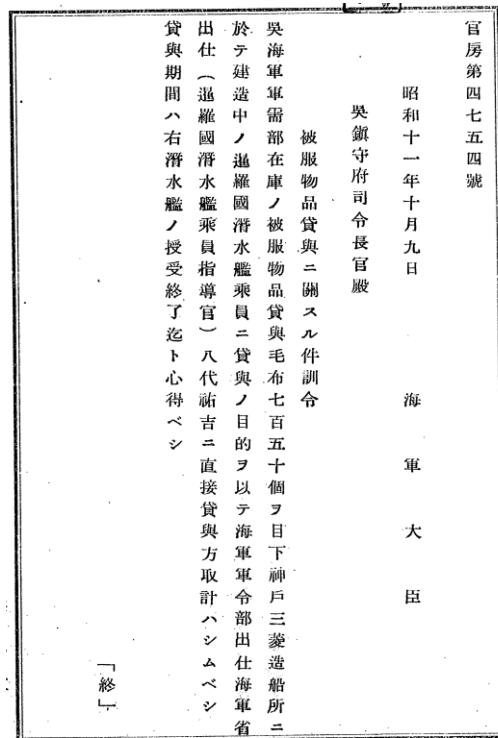 官房第四七五四號
昭和十一年十月九日 海軍大臣
吳鎭守府司令長官殿
被服物品貸與ニ關スル件訓令
吳海軍軍需部在庫ノ被服物品貸與毛布七百五十個ヲ目下神戶三菱造船所ニ
於テ建造中ノ暹羅國潛水艦乘員ニ貸與ノ目的ヲ以テ海軍軍令部出仕海軍省
出仕(暹羅國潛水艦乘員指導官)八代祐吉ニ直接貸與方取計ハシムベシ
貸與期間ハ右潛水艦ノ授受終了迄ト心得ベシ
「終」